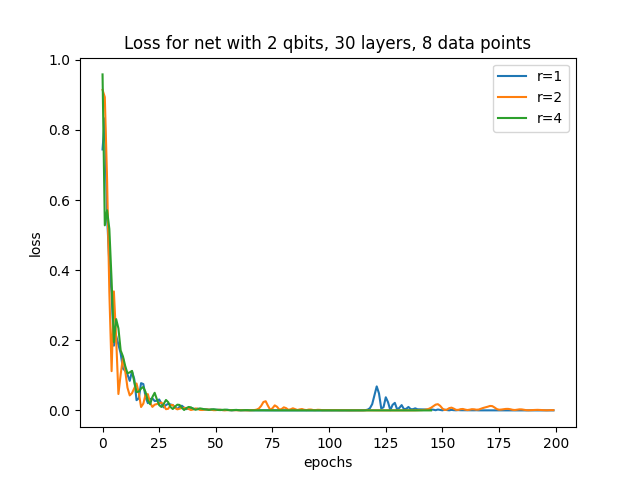 Loss for net with 2 qbits, 30 layers, 8 data points
r=1
r=2
r=4
1.0
0.8
0.6
0.4
0.2
0.0
loss
0 25 50 75 100 125 150 175 200
epochs